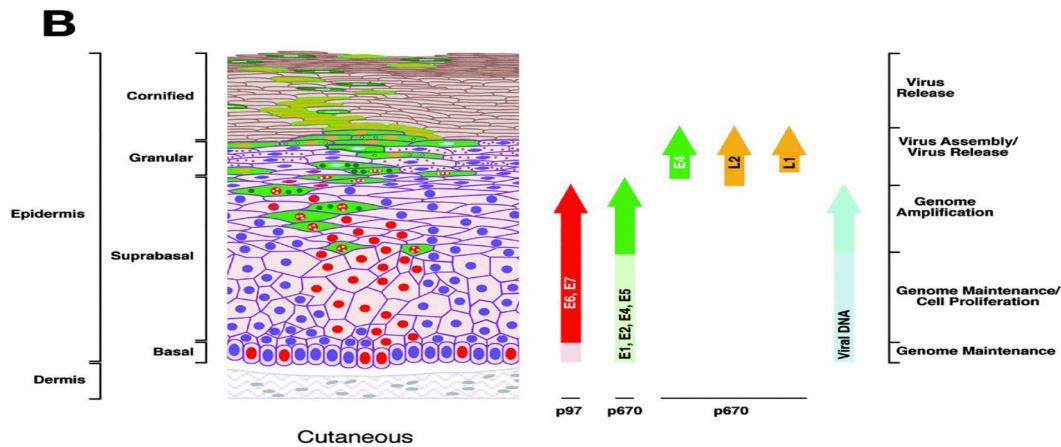 B
Epidermis
Dermis
Cornified
Granular
Suprabasal
Basal
Cutaneous
E6, E7
E1, E2, E4, E5
E4
L2
L1
Viral DNA
p97
p670
p670
Virus
Release
Virus Assembly/
Virus Release
Genome
Amplification
Genome Maintenance/
Cell Proliferation
Genome Maintenance